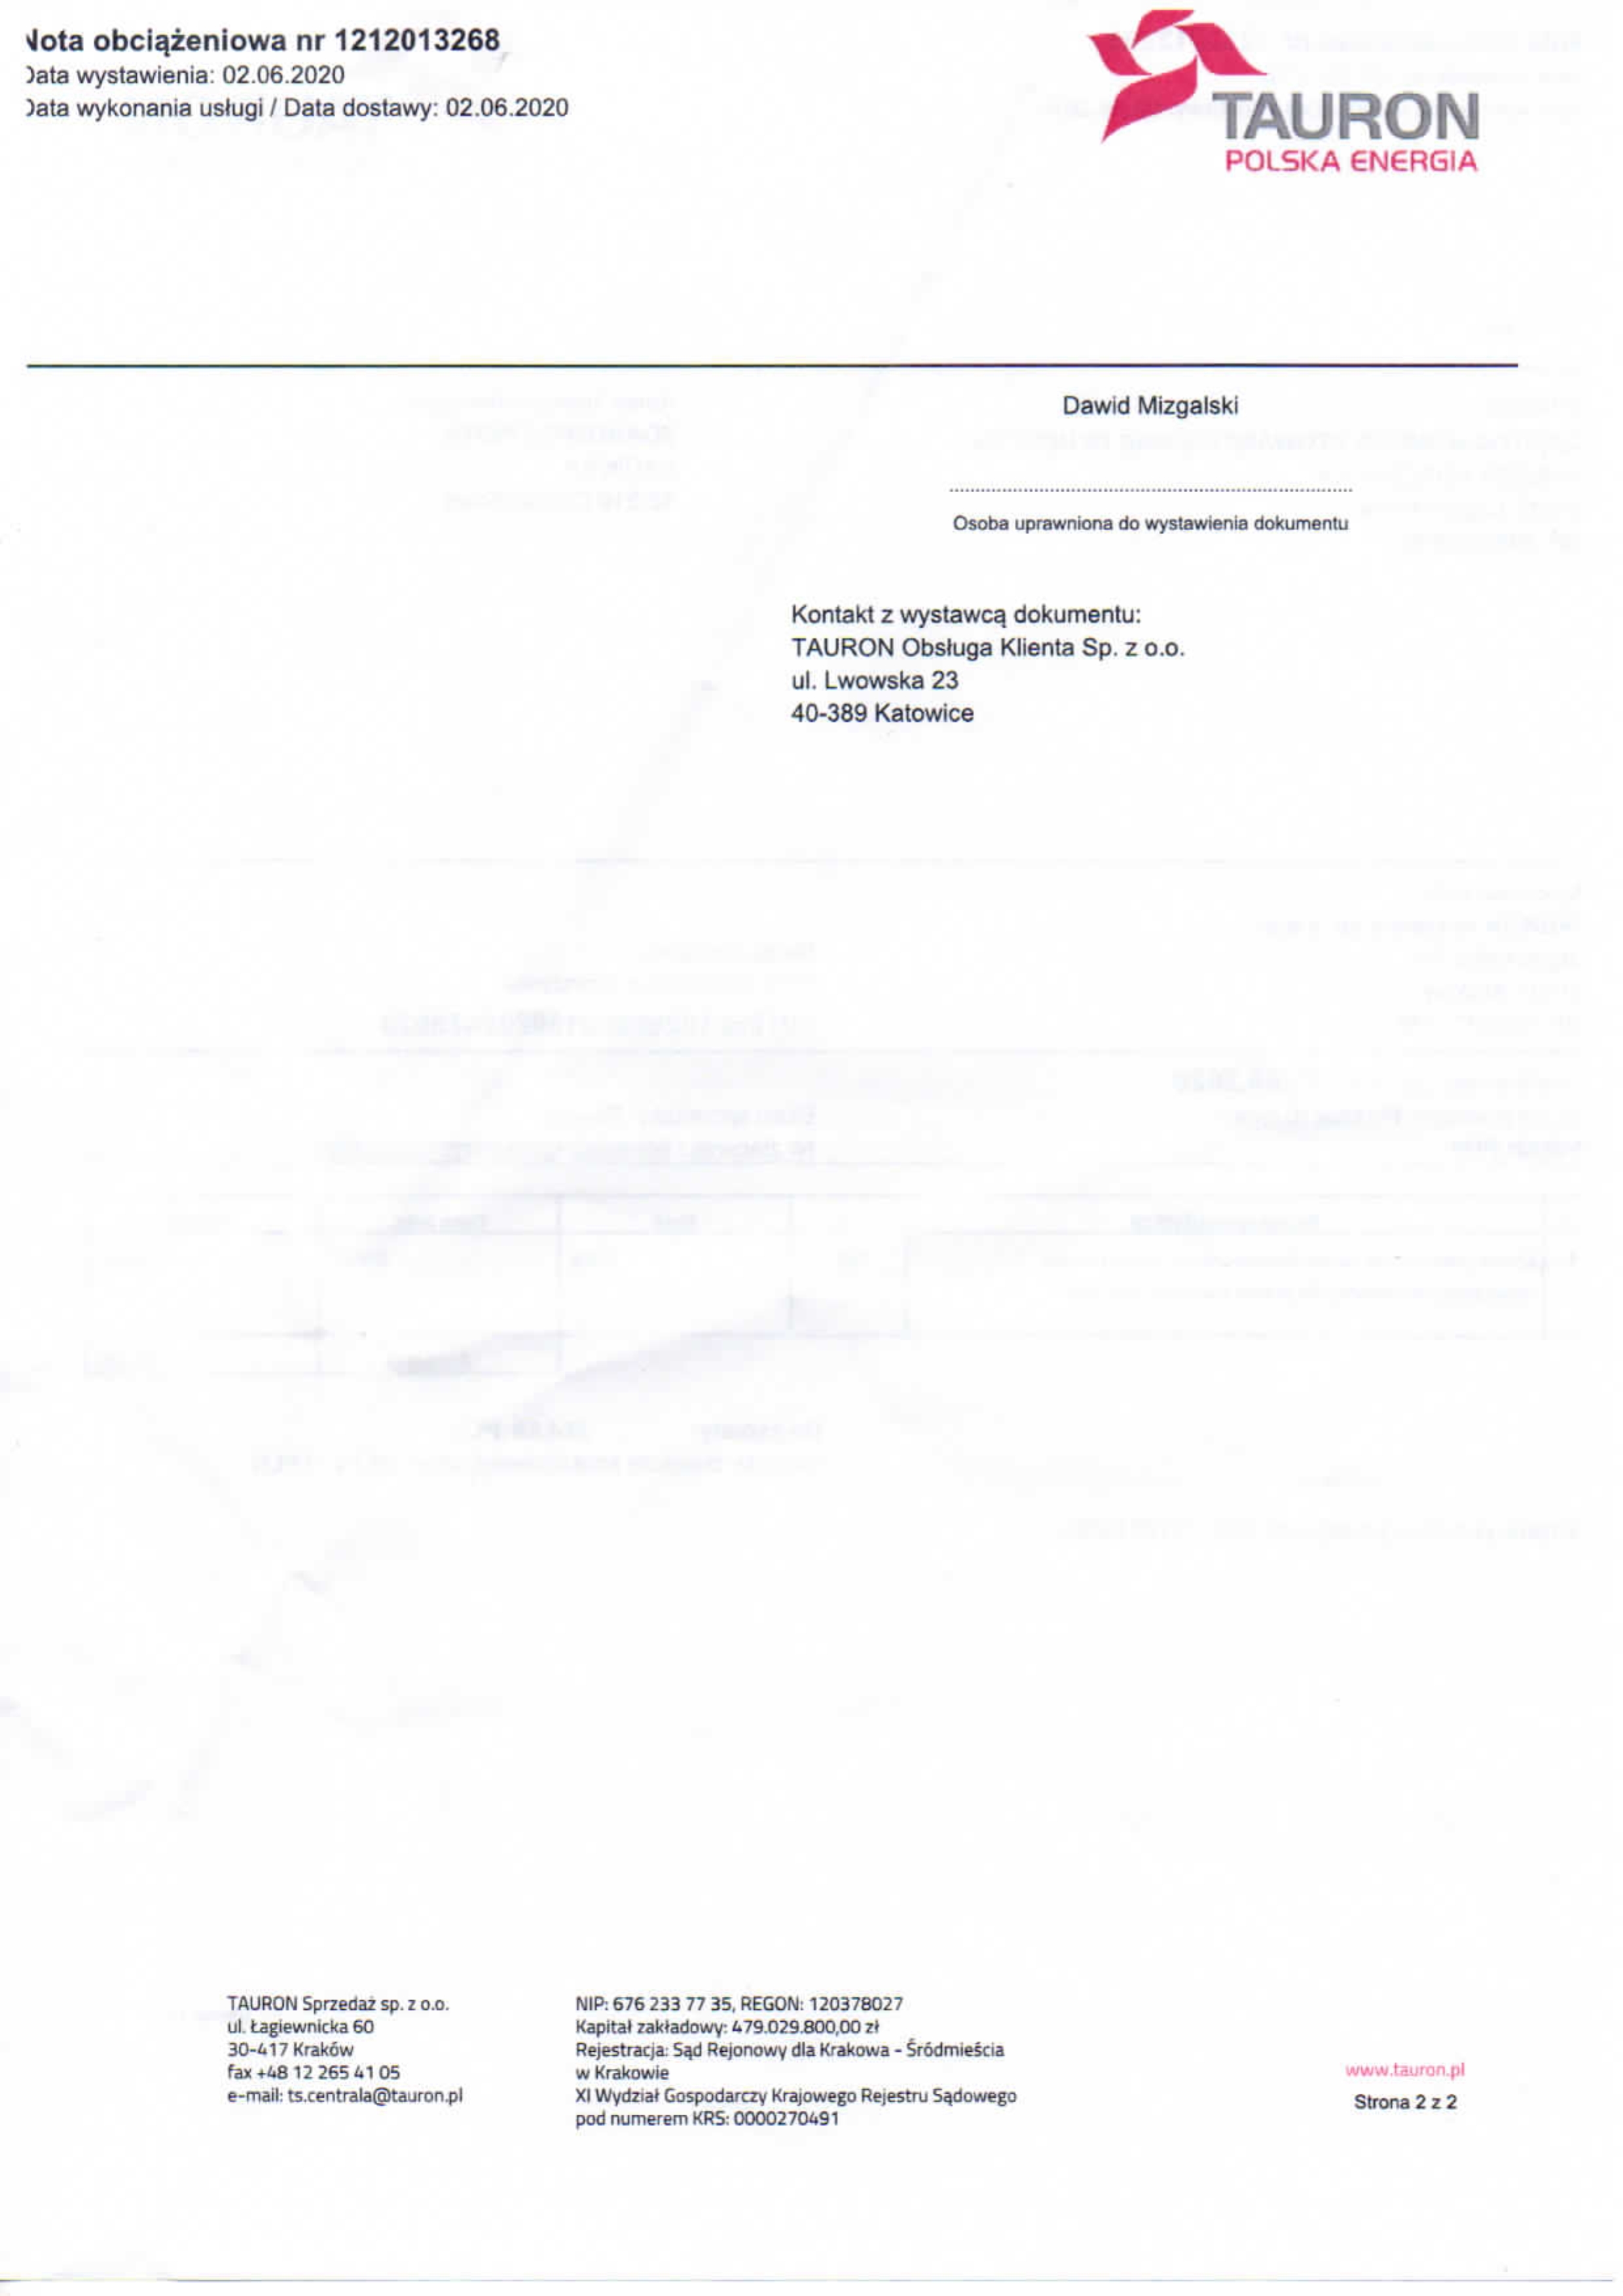 Nota obciążeniowa nr 1212013268
Data wystawienia: 02.06.2020
Data wykonania usługi / Data dostawy: 02.06.2020
TAURON
POLSKA ENERGIA
Dawid Mizgalski
Osoba uprawniona do wystawienia dokumentu
Kontakt z wystawcą dokumentu:
TAURON Obsługa Klienta Sp. z o.o.
ul. Lwowska 23
40-389 Katowice
TAURON Sprzedaż sp. z o.o.
ul. Łagiewnicka 60
30-417 Kraków
fax +48 12 265 41 05
e-mail: ts.centrala@tauron.pl
NIP: 676 233 77 35, REGON: 120378027
Kapitał zakładowy: 479.029.800,00 zł
Rejestracja: Sąd Rejonowy dla Krakowa - Śródmieścia
w Krakowie
XI Wydział Gospodarczy Krajowego Rejestru Sądowego
pod numerem KRS: 0000270491
www.tauron.pl
Strona 2 z 2